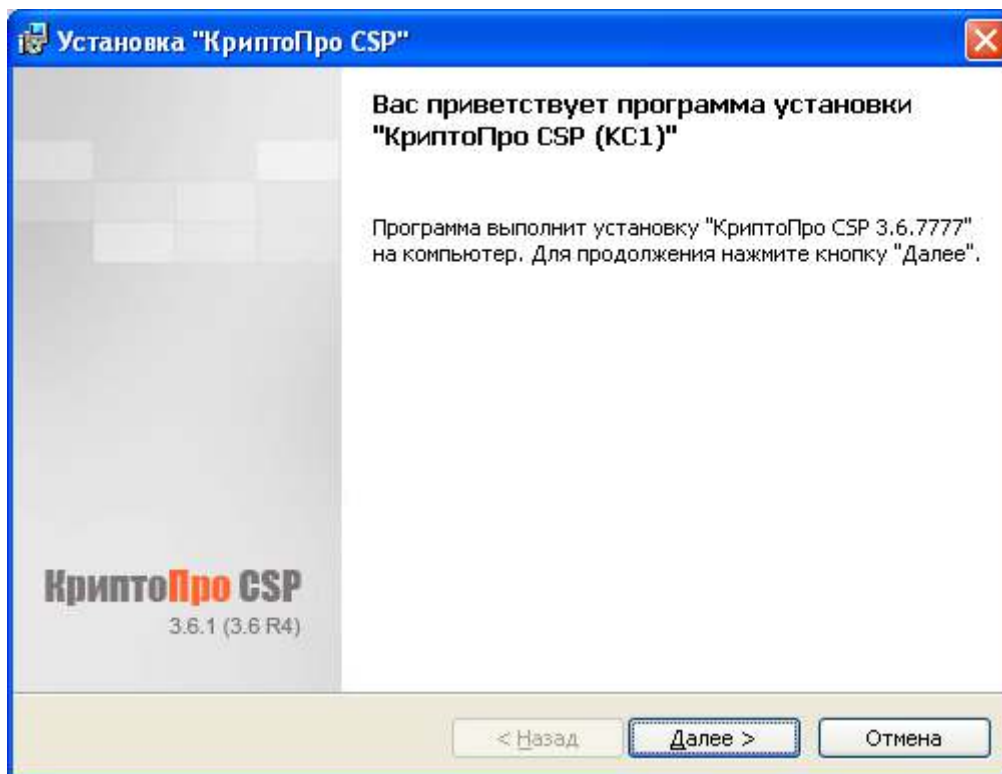 Установка "КриптоПро CSP"
Вас приветствует программа установки
"КриптоПро CSP (KC1)"
Программа выполнит установку "КриптоПро CSP 3.6.7777"
на компьютер. Для продолжения нажмите кнопку "Далее".
КриптоПро CSP
3.6.1 (3.6 R4)
< Назад
Далее >
Отмена